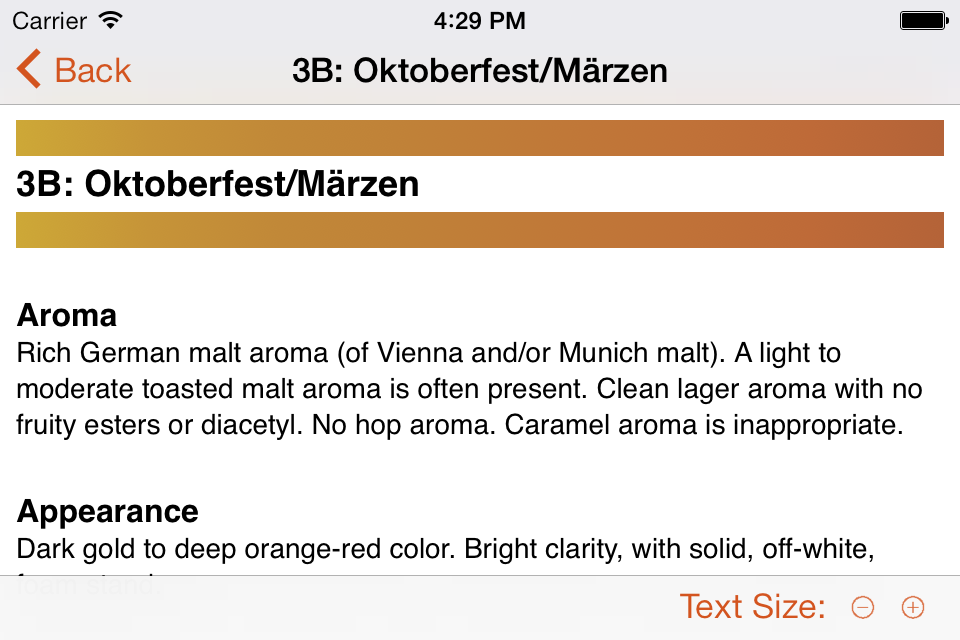 Carrier 4:29 PM
Back 3B: Oktoberfest/Märzen
3B: Oktoberfest/Märzen
Aroma
Rich German malt aroma (of Vienna and/or Munich malt). A light to
moderate toasted malt aroma is often present. Clean lager aroma with no
fruity esters or diacetyl. No hop aroma. Caramel aroma is inappropriate.
Appearance
Dark gold to deep orange-red color. Bright clarity, with solid, off-white,
foam stand.
Text Size: